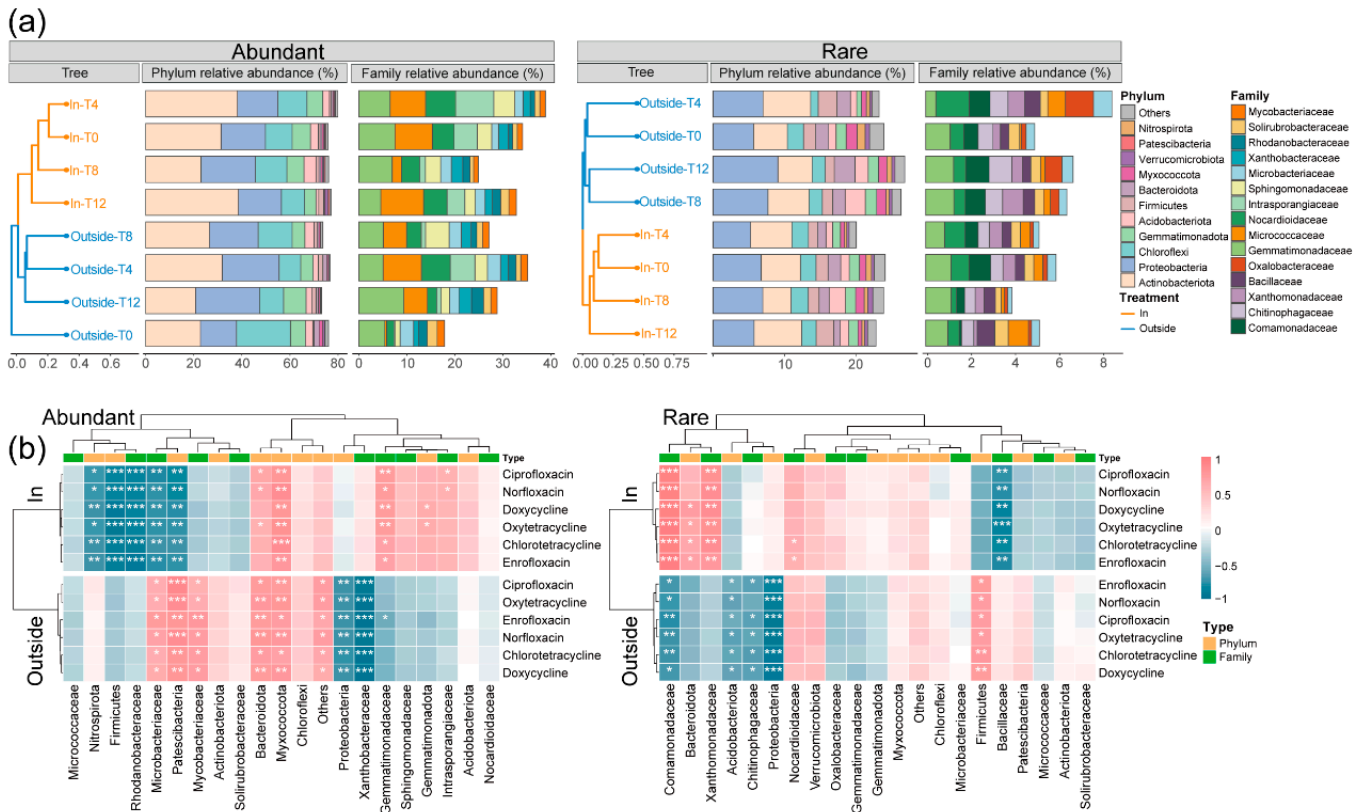 (a)
Abundant
Tree
Phylum relative abundance (%)
Family relative abundance (%)
In-T4
In-T0
In-T8
In-T12
Outside-T8
Outside-T4
Outside-T12
Outside-T0
0.0 0.2 0.4 0.6
0 20 40 60 80
0 10 20 30 40
Rare
Tree
Phylum relative abundance (%)
Family relative abundance (%)
Outside-T4
Outside-T0
Outside-T12
Outside-T8
In-T4
In-T0
In-T8
In-T12
0.00 0.25 0.50 0.75
10 20
0 2 4 6 8
Phylum
Others
Nitrospirota
Patescibacteria
Verrucomicrobiota
Myxococcota
Bacteroidota
Firmicutes
Acidobacteriota
Gemmatimonadota
Chloroflexi
Proteobacteria
Actinobacteriota
Treatment
In
Outside
Family
Mycobacteriaceae
Solirubrobacteraceae
Rhodanobacteraceae
Xanthobacteraceae
Microbacteriaceae
Sphingomonadaceae
Intrasporangiaceae
Nocardioidaceae
Micrococcaceae
Gemmatimonadaceae
Oxalobacteraceae
Bacillaceae
Xanthomonadaceae
Chitinophagaceae
Comamonadaceae
(b)
Abundant
Type
In
Ciprofloxacin
Norfloxacin
Doxycycline
Oxytetracycline
Chlorotetracycline
Enrofloxacin
Outside
Ciprofloxacin
Oxytetracycline
Enrofloxacin
Norfloxacin
Chlorotetracycline
Doxycycline
Micrococcaceae
Nitrospirota
Firmicutes
Rhodanobacteraceae
Microbacteriaceae
Patescibacteria
Mycobacteriaceae
Actinobacteriota
Solirubrobacteraceae
Bacteroidota
Myxococcota
Chloroflexi
Others
Proteobacteria
Xanthobacteraceae
Gemmatimonadaceae
Sphingomonadaceae
Gemmatimonadota
Intrasporangiaceae
Acidobacteriota
Nocardioidaceae
Rare
Type
In
Ciprofloxacin
Norfloxacin
Doxycycline
Oxytetracycline
Chlorotetracycline
Enrofloxacin
Outside
Enrofloxacin
Norfloxacin
Ciprofloxacin
Oxytetracycline
Chlorotetracycline
Doxycycline
Comamonadaceae
Bacteroidota
Xanthomonadaceae
Acidobacteriota
Chitinophagaceae
Proteobacteria
Nocardioidaceae
Verrucomicrobiota
Oxalobacteraceae
Gemmatimonadaceae
Gemmatimonadota
Myxococcota
Others
Chloroflexi
Microbacteriaceae
Firmicutes
Bacillaceae
Patescibacteria
Micrococcaceae
Actinobacteriota
Solirubrobacteraceae
1
0.5
0
−0.5
−1
Type
Phylum
Family